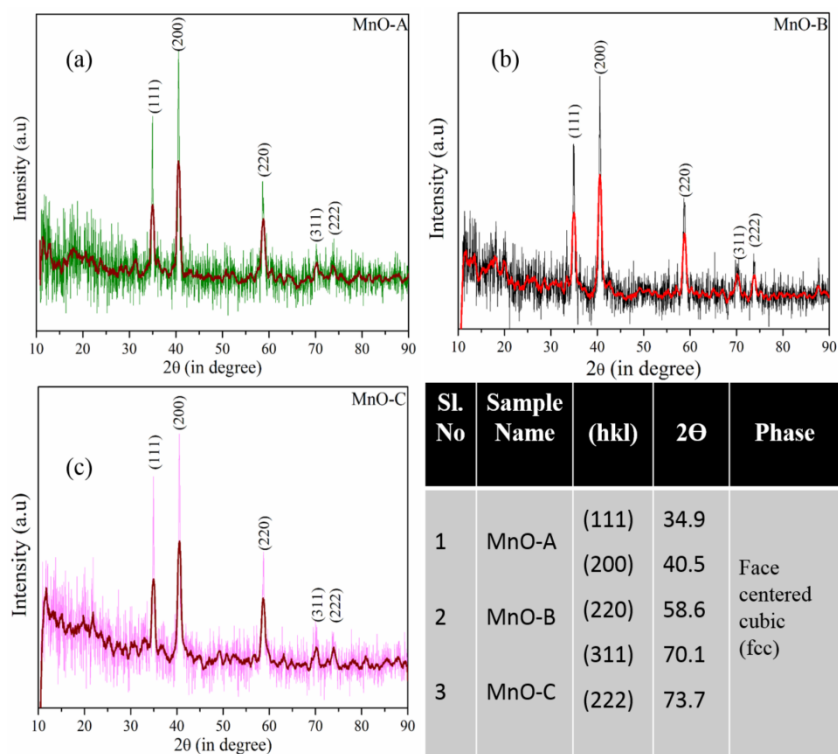 MnO-A
(a)
(111)
(200)
(220)
(311)
(222)
Intensity (a.u)
10 20 30 40 50 60 70 80 90
2θ (in degree)
MnO-B
(b)
(111)
(200)
(220)
(311)
(222)
Intensity (a.u)
10 20 30 40 50 60 70 80 90
2θ (in degree)
MnO-C
(c)
(111)
(200)
(220)
(311)
(222)
Intensity (a.u)
10 20 30 40 50 60 70 80 90
2θ (in degree)
Sl. No
Sample Name
(hkl)
2Θ
Phase
1 MnO-A
2 MnO-B
3 MnO-C
(111) 34.9
(200) 40.5
(220) 58.6
(311) 70.1
(222) 73.7
Face
centered
cubic
(fcc)